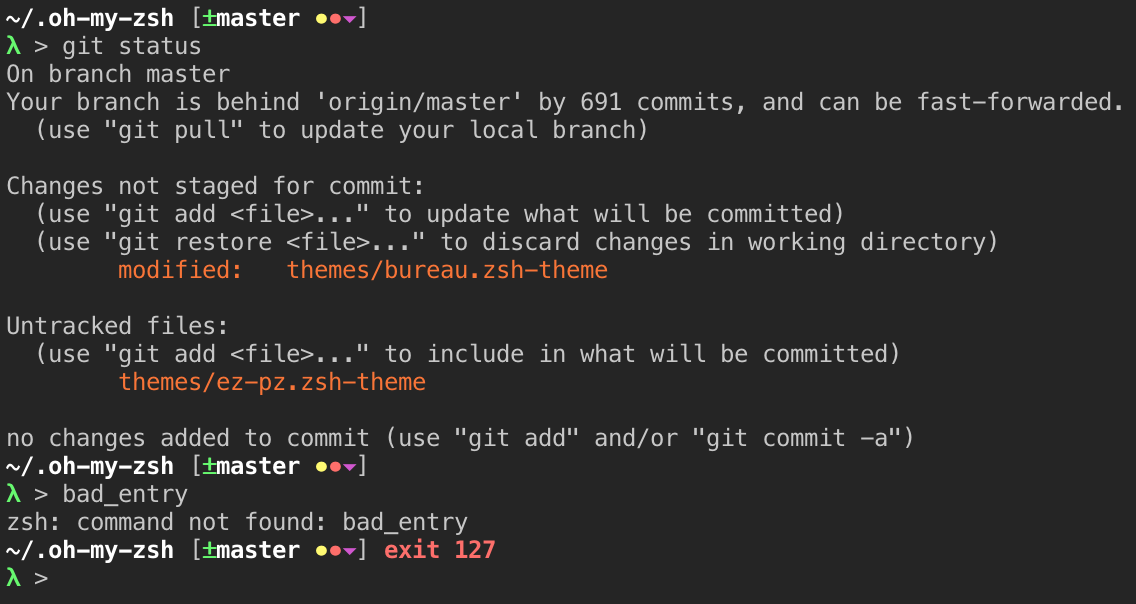 ~/.oh-my-zsh [±master ●●▾]
λ > git status
On branch master
Your branch is behind 'origin/master' by 691 commits, and can be fast-forwarded.
  (use "git pull" to update your local branch)

Changes not staged for commit:
  (use "git add <file>..." to update what will be committed)
  (use "git restore <file>..." to discard changes in working directory)
        modified:   themes/bureau.zsh-theme

Untracked files:
  (use "git add <file>..." to include in what will be committed)
        themes/ez-pz.zsh-theme

no changes added to commit (use "git add" and/or "git commit -a")
~/.oh-my-zsh [±master ●●▾]
λ > bad_entry
zsh: command not found: bad_entry
~/.oh-my-zsh [±master ●●▾] exit 127
λ >